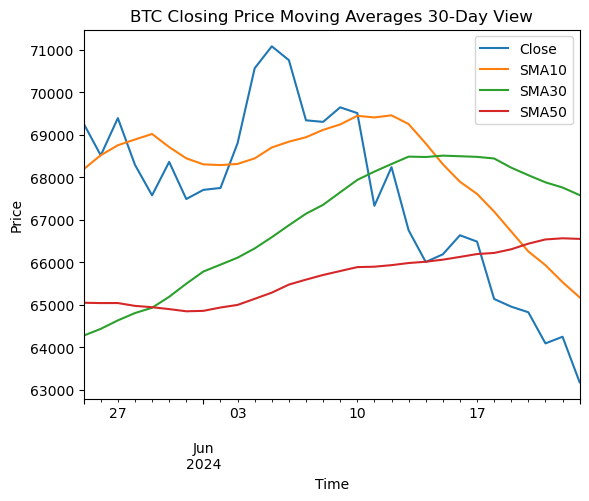 BTC Closing Price Moving Averages 30-Day View
Close
SMA10
SMA30
SMA50
71000
70000
69000
68000
67000
66000
65000
64000
63000
Price
27
03
10
17
Jun
2024
Time